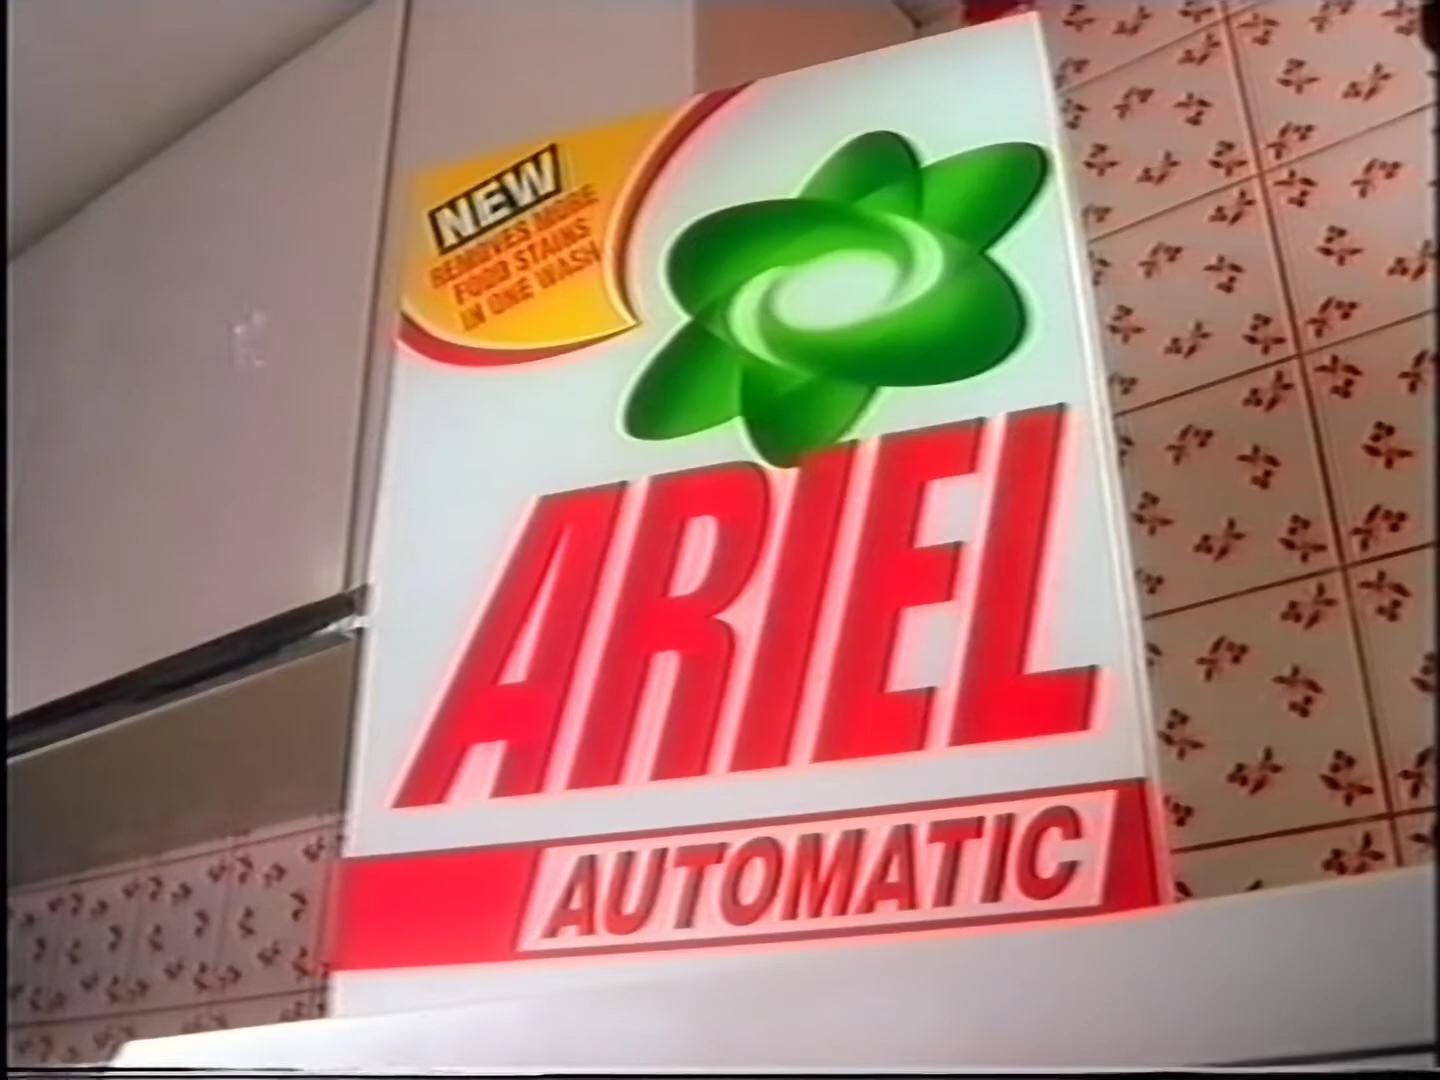 NEW
REMOVES MORE
FOOD STAINS
IN ONE WASH
ARIEL
AUTOMATIC